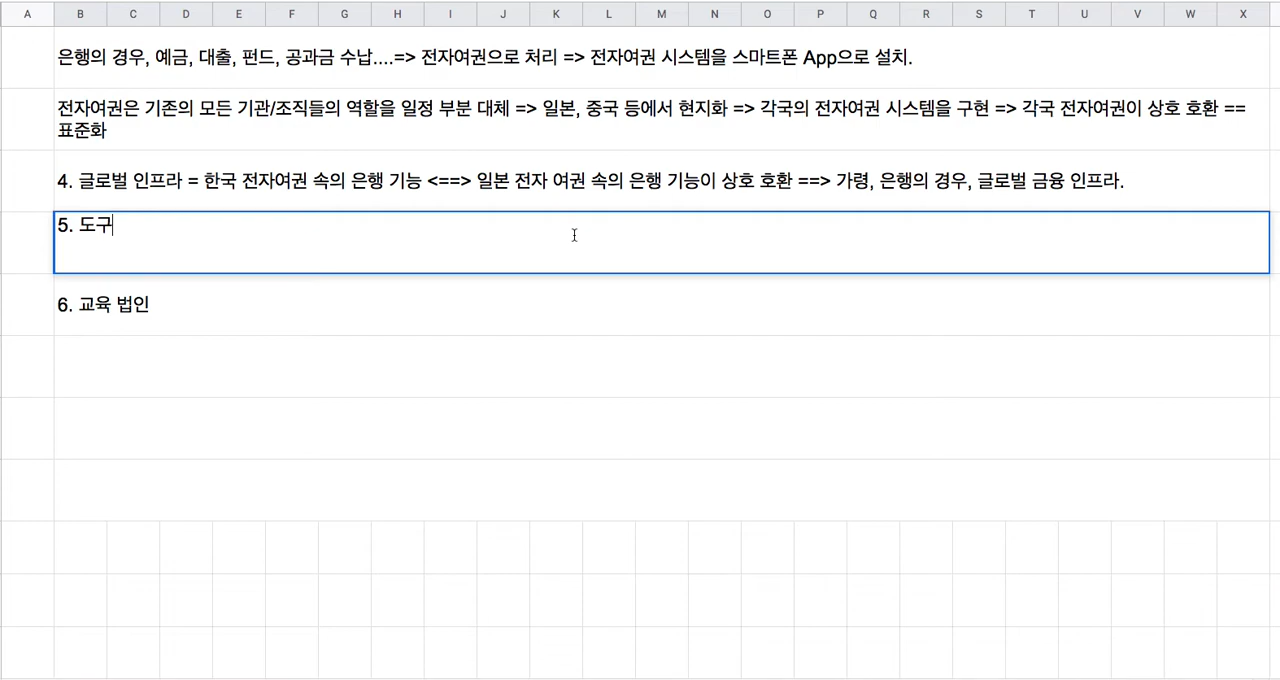 A B C D E F G H I J K L M N O P Q R S T U V W X
은행의 경우, 예금, 대출, 펀드, 공과금 수납....=> 전자여권으로 처리 => 전자여권 시스템을 스마트폰 App으로 설치.
전자여권은 기존의 모든 기관/조직들의 역할을 일정 부분 대체 => 일본, 중국 등에서 현지화 => 각국의 전자여권 시스템을 구현 => 각국 전자여권이 상호 호환 ==
표준화
4. 글로벌 인프라 = 한국 전자여권 속의 은행 기능 <==> 일본 전자 여권 속의 은행 기능이 상호 호환 ==> 가령, 은행의 경우, 글로벌 금융 인프라.
5. 도구
6. 교육 법인